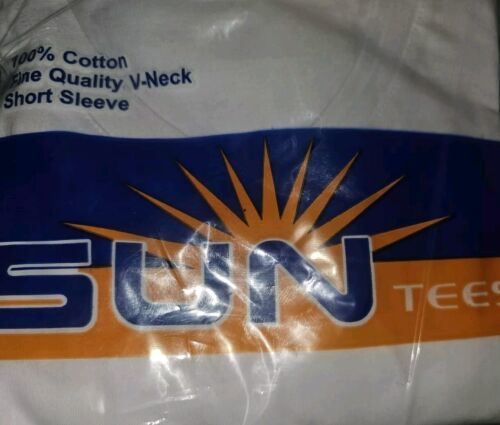 100% Cotton
Fine Quality V-Neck
Short Sleeve
SUN TEES